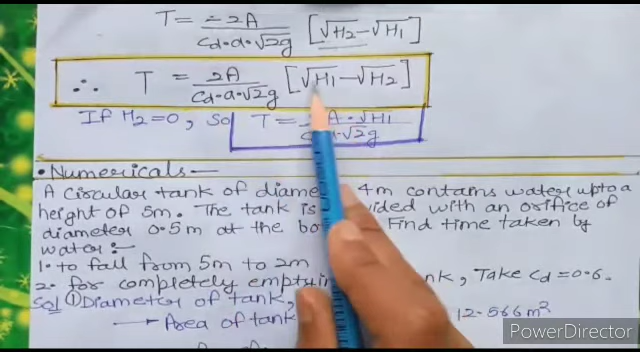 T = -2A / Cd·a·√2g [√H2 - √H1]
∴ T = 2A / Cd·a·√2g [√H1 - √H2]
If H2=0, So T = 2A·√H1 / Cd·a·√2g
• Numericals —
A Circular tank of diame 4m contains water upto a
height of 5m. The tank is vided with an orifice of
diameter 0.5m at the bo Find time taken by
water:-
1. to fall from 5m to 2m
2. for completely emptyin nk, Take Cd=0.6.
Sol ① Diameter of tank,
→ Area of tank 12.566m²
PowerDirector